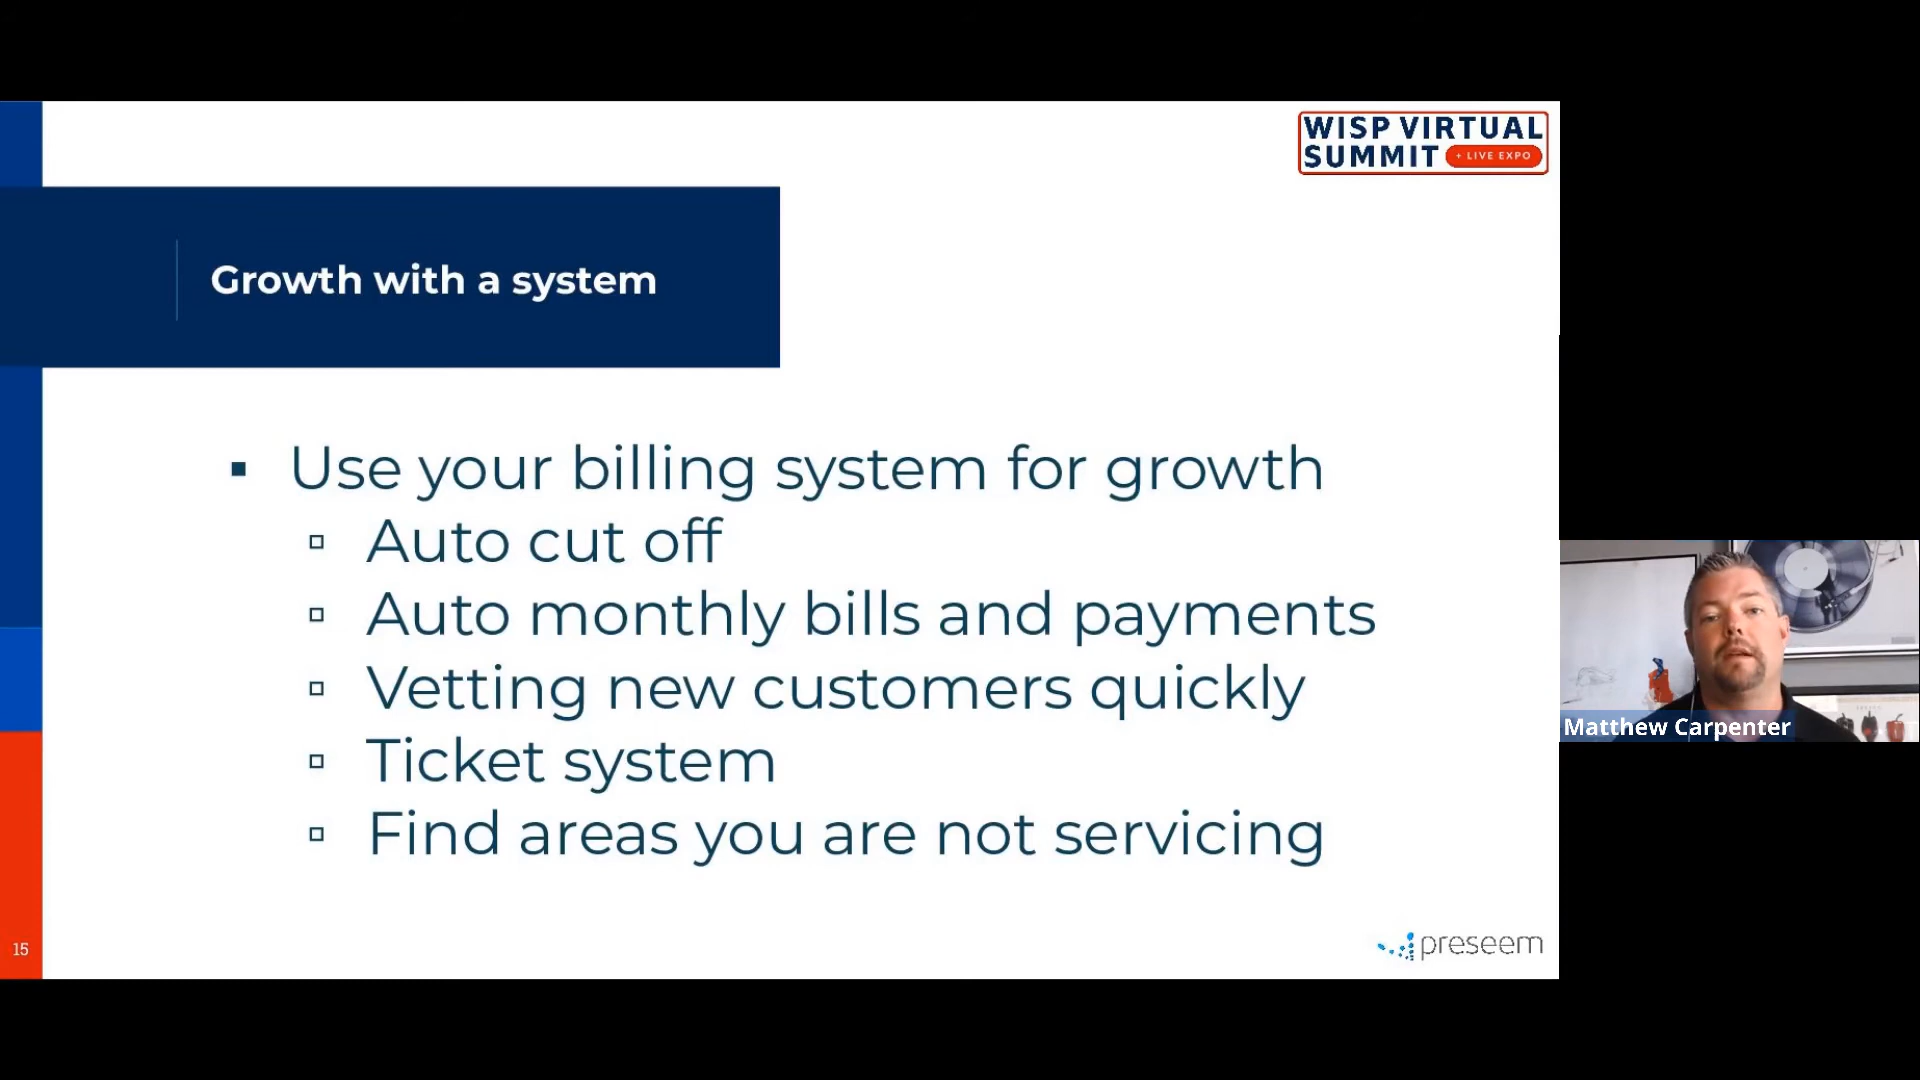 WISP VIRTUAL
SUMMIT + LIVE EXPO
Growth with a system
▪ Use your billing system for growth
▫ Auto cut off
▫ Auto monthly bills and payments
▫ Vetting new customers quickly
▫ Ticket system
▫ Find areas you are not servicing
Matthew Carpenter
15
preseem